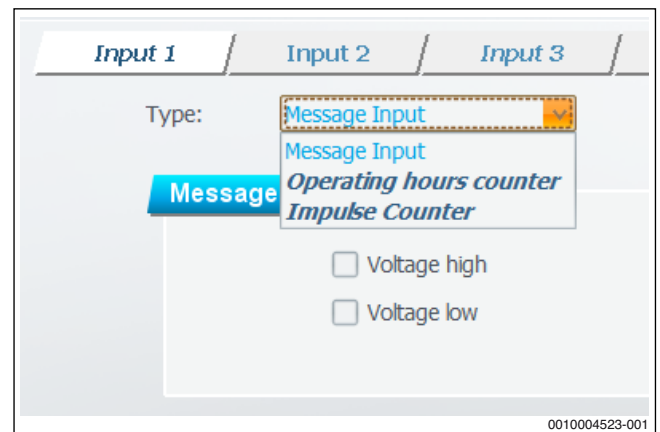 Input 1 Input 2 Input 3
Type: Message Input
Message Input
Operating hours counter
Impulse Counter
Message
Voltage high
Voltage low
0010004523-001